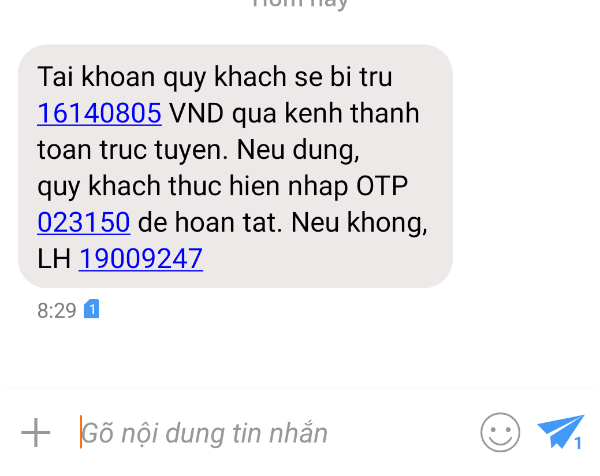 Hôm nay
Tai khoan quy khach se bi tru
16140805 VND qua kenh thanh
toan truc tuyen. Neu dung,
quy khach thuc hien nhap OTP
023150 de hoan tat. Neu khong,
LH 19009247
8:29 1
Gõ nội dung tin nhắn
1